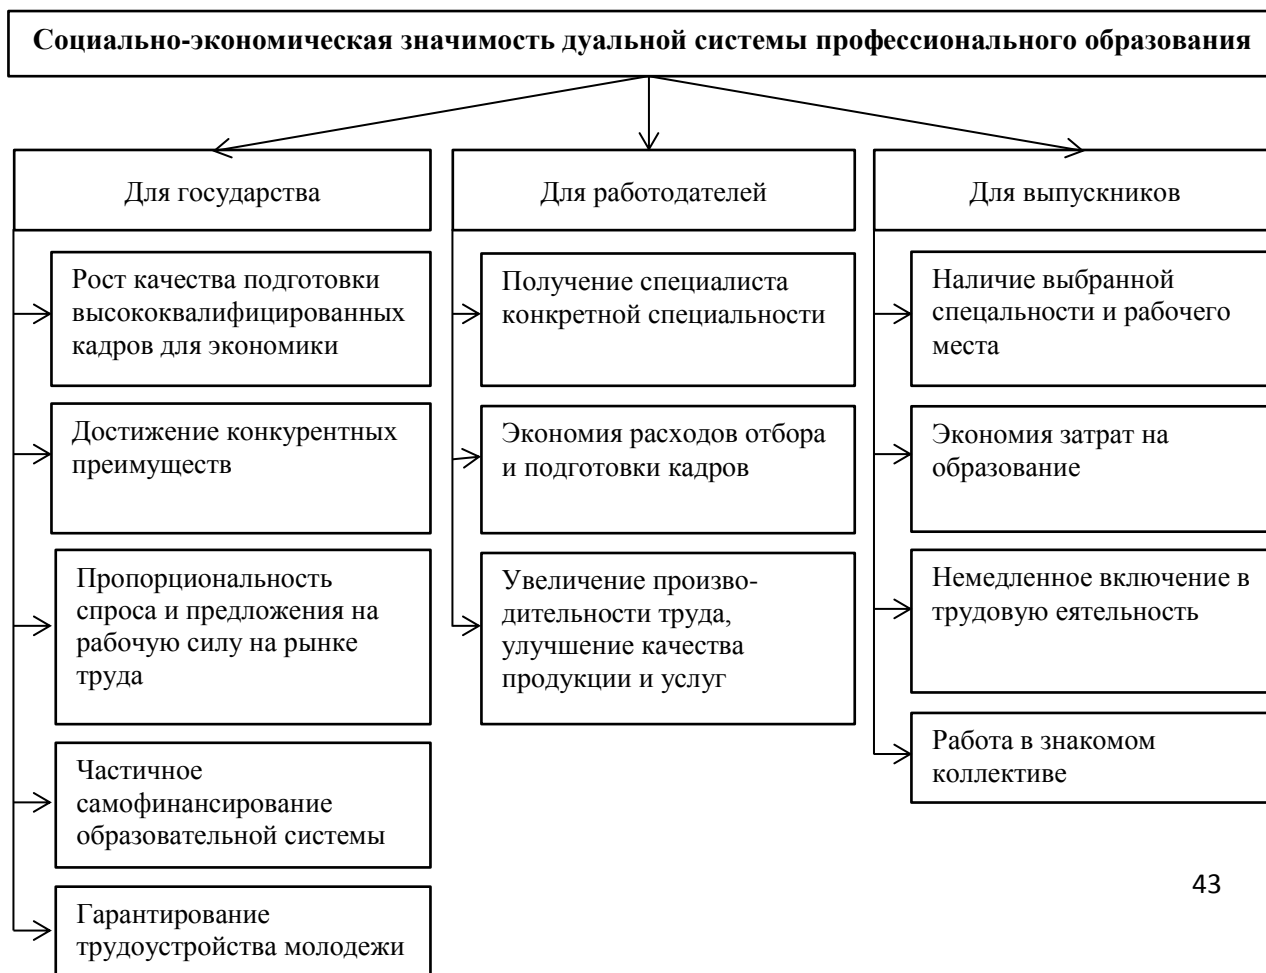 Социально-экономическая значимость дуальной системы профессионального образования
Для государства
Рост качества подготовки
высококвалифицированных
кадров для экономики
Достижение конкурентных
преимуществ
Пропорциональность
спроса и предложения на
рабочую силу на рынке
труда
Частичное
самофинансирование
образовательной системы
Гарантирование
трудоустройства молодежи
Для работодателей
Получение специалиста
конкретной специальности
Экономия расходов отбора
и подготовки кадров
Увеличение произво-
дительности труда,
улучшение качества
продукции и услуг
Для выпускников
Наличие выбранной
спецальности и рабочего
места
Экономия затрат на
образование
Немедленное включение в
трудовую еятельность
Работа в знакомом
коллективе
43